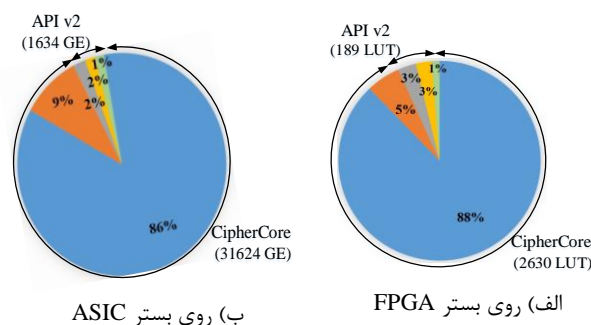 API v2
(1634 GE)
1%
2%
2%
9%
86%
CipherCore
(31624 GE)
ب) روی بستر ASIC
API v2
(189 LUT)
1%
3%
3%
5%
88%
CipherCore
(2630 LUT)
الف) روی بستر FPGA